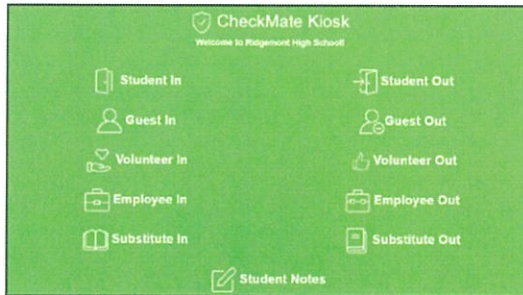 CheckMate Kiosk
Welcome to Ridgemont High School!
Student In
Student Out
Guest In
Guest Out
Volunteer In
Volunteer Out
Employee In
Employee Out
Substitute In
Substitute Out
Student Notes